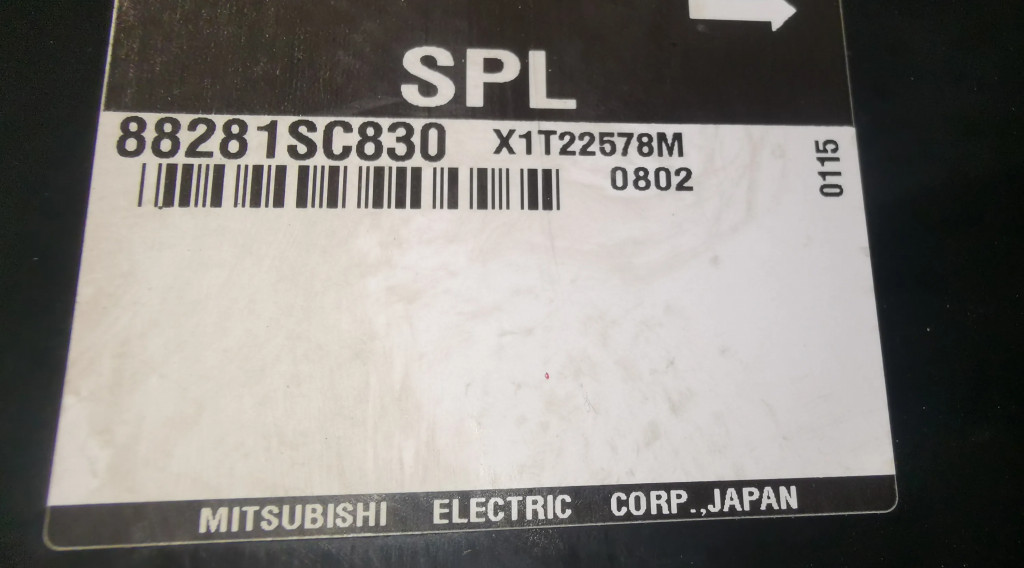 SPL
88281SC830 X1T22578M
0802
0115
MITSUBISHI ELECTRIC CORP.,JAPAN